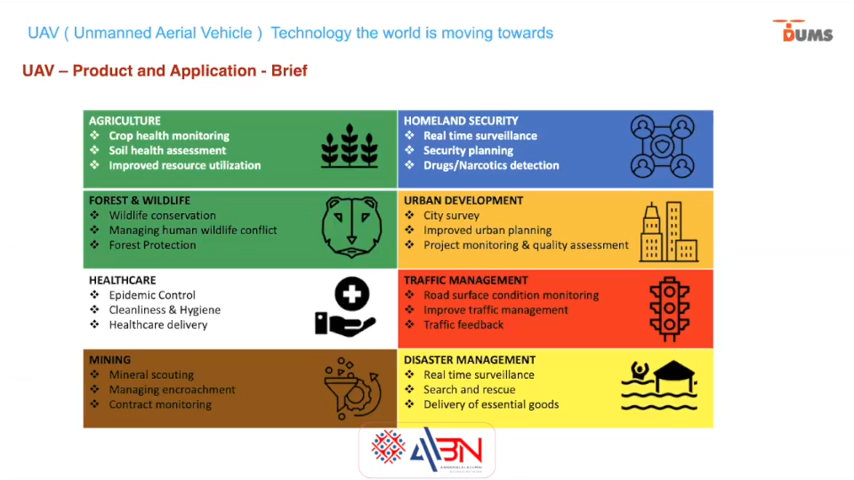 UAV ( Unmanned Aerial Vehicle ) Technology the world is moving towards
DUMS
UAV – Product and Application - Brief
AGRICULTURE
❖ Crop health monitoring
❖ Soil health assessment
❖ Improved resource utilization
HOMELAND SECURITY
❖ Real time surveillance
❖ Security planning
❖ Drugs/Narcotics detection
FOREST & WILDLIFE
❖ Wildlife conservation
❖ Managing human wildlife conflict
❖ Forest Protection
URBAN DEVELOPMENT
❖ City survey
❖ Improved urban planning
❖ Project monitoring & quality assessment
HEALTHCARE
❖ Epidemic Control
❖ Cleanliness & Hygiene
❖ Healthcare delivery
TRAFFIC MANAGEMENT
❖ Road surface condition monitoring
❖ Improve traffic management
❖ Traffic feedback
MINING
❖ Mineral scouting
❖ Managing encroachment
❖ Contract monitoring
DISASTER MANAGEMENT
❖ Real time surveillance
❖ Search and rescue
❖ Delivery of essential goods
ABN